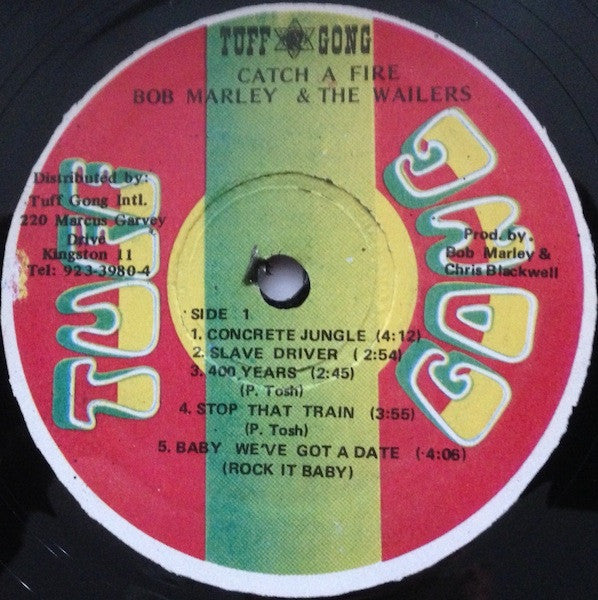 TUFF GONG
CATCH A FIRE
BOB MARLEY & THE WAILERS
TUFF
GONG
Distributed by:
Tuff Gong Intl.
220 Marcus Garvey
Drive
Kingston 11
Tel: 923-3980-4
Prod. by
Bob Marley &
Chris Blackwell
SIDE 1
1. CONCRETE JUNGLE (4:12)
2. SLAVE DRIVER (2:54)
3. 400 YEARS (2:45)
(P. Tosh)
4. STOP THAT TRAIN (3:55)
(P. Tosh)
5. BABY WE'VE GOT A DATE (4:06)
(ROCK IT BABY)